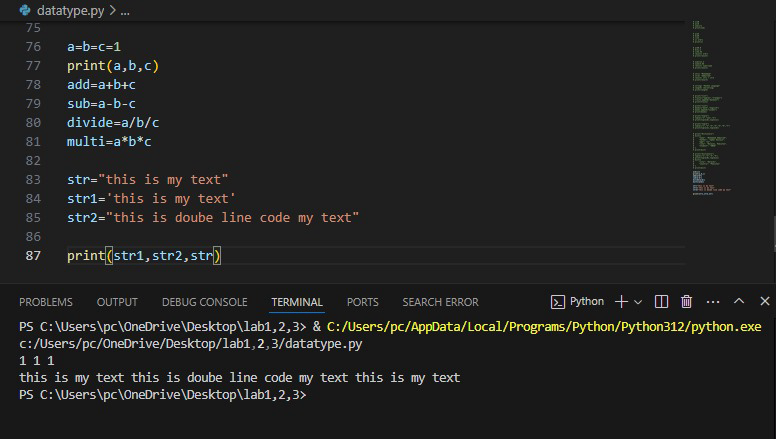 datatype.py > ...
75
76 a=b=c=1
77 print(a,b,c)
78 add=a+b+c
79 sub=a-b-c
80 divide=a/b/c
81 multi=a*b*c
82
83 str="this is my text"
84 str1='this is my text'
85 str2="this is doube line code my text"
86
87 print(str1,str2,str)
PROBLEMS OUTPUT DEBUG CONSOLE TERMINAL PORTS SEARCH ERROR Python
PS C:\Users\pc\OneDrive\Desktop\lab1,2,3> & C:/Users/pc/AppData/Local/Programs/Python/Python312/python.exe
c:/Users/pc/OneDrive/Desktop/lab1,2,3/datatype.py
1 1 1
this is my text this is doube line code my text this is my text
PS C:\Users\pc\OneDrive\Desktop\lab1,2,3>